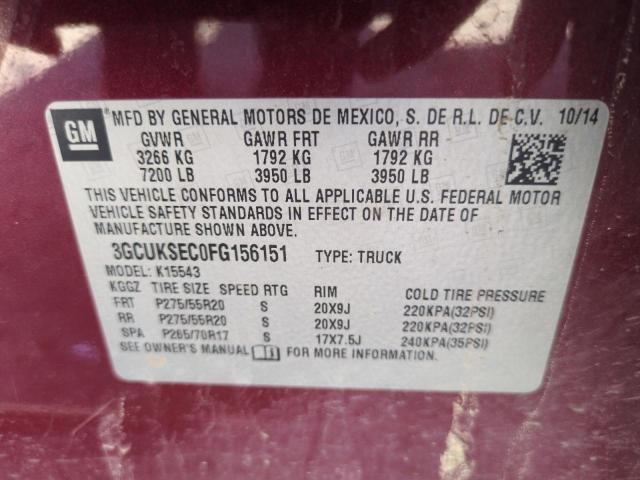 GM
MFD BY GENERAL MOTORS DE MEXICO, S. DE R.L. DE C.V. 10/14
GVWR GAWR FRT GAWR RR
3266 KG 1792 KG 1792 KG
7200 LB 3950 LB 3950 LB
THIS VEHICLE CONFORMS TO ALL APPLICABLE U.S. FEDERAL MOTOR
VEHICLE SAFETY STANDARDS IN EFFECT ON THE DATE OF
MANUFACTURE SHOWN ABOVE.
3GCUKSEC0FG156151 TYPE: TRUCK
MODEL: K15543
KGGZ TIRE SIZE SPEED RTG RIM COLD TIRE PRESSURE
FRT P275/55R20 S 20X9J 220KPA(32PSI)
RR P275/55R20 S 20X9J 220KPA(32PSI)
SPA P265/70R17 S 17X7.5J 240KPA(35PSI)
SEE OWNER'S MANUAL FOR MORE INFORMATION.